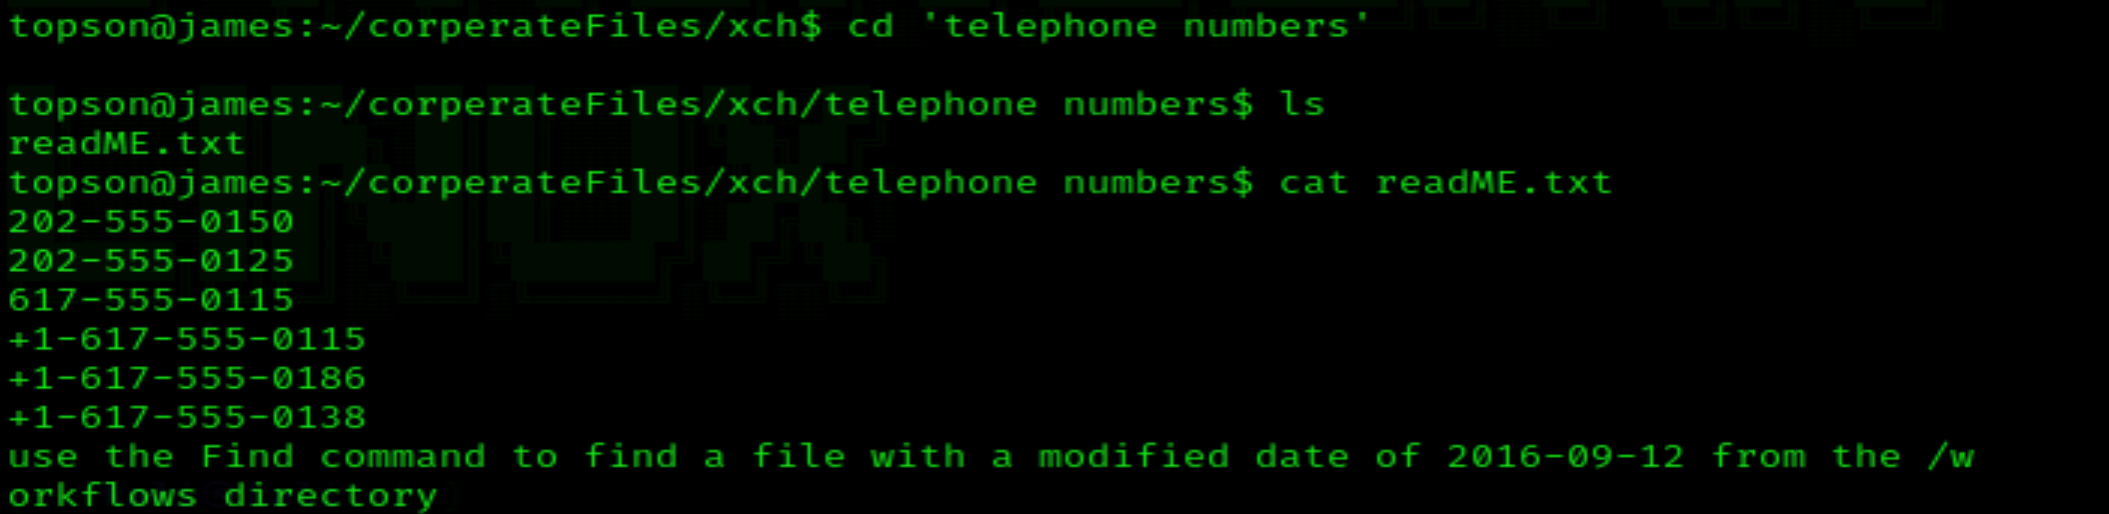 topson@james:~/corperateFiles/xch$ cd 'telephone numbers'
topson@james:~/corperateFiles/xch/telephone numbers$ ls
readME.txt
topson@james:~/corperateFiles/xch/telephone numbers$ cat readME.txt
202-555-0150
202-555-0125
617-555-0115
+1-617-555-0115
+1-617-555-0186
+1-617-555-0138
use the Find command to find a file with a modified date of 2016-09-12 from the /w
orkflows directory